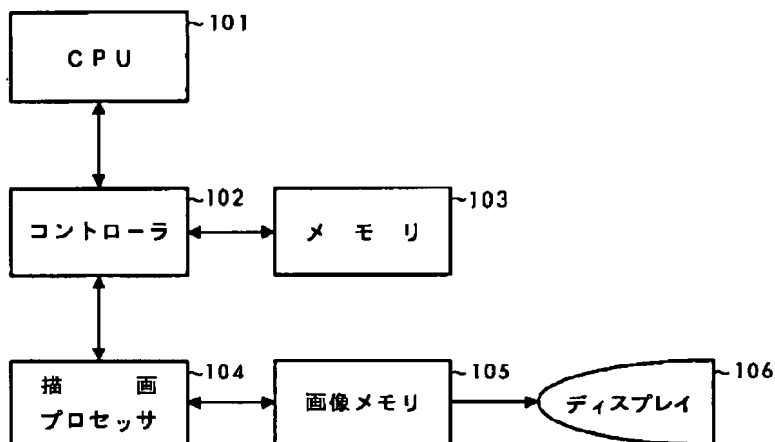 101
CPU
102
コントローラ
103
メモリ
104
描画
プロセッサ
105
画像メモリ
106
ディスプレイ